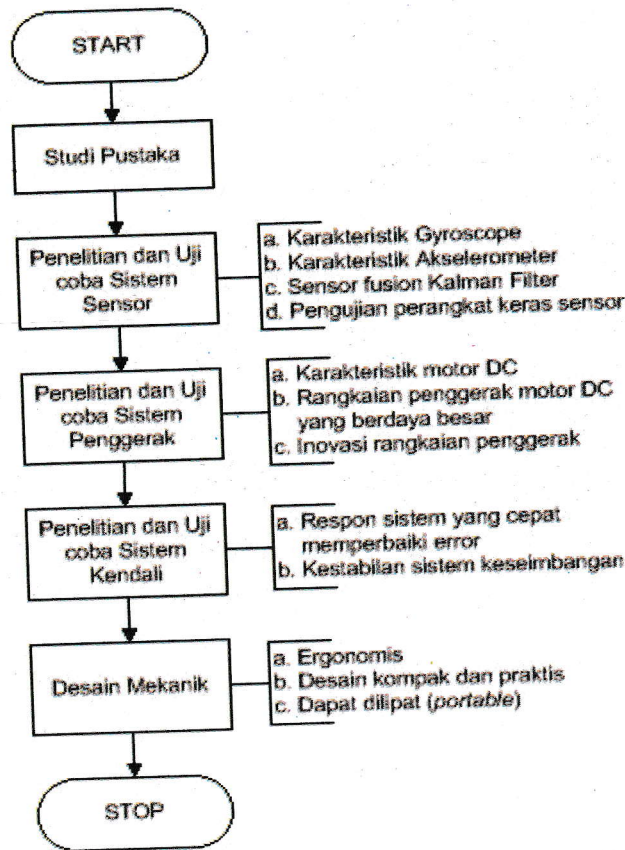 START
Studi Pustaka
Penelitian dan Uji
coba Sistem
Sensor
a. Karakteristik Gyroscope
b. Karakteristik Akselerometer
c. Sensor fusion Kalman Filter
d. Pengujian perangkat keras sensor
Penelitian dan Uji
coba Sistem
Penggerak
a. Karakteristik motor DC
b. Rangkaian penggerak motor DC
yang berdaya besar
c. Inovasi rangkaian penggerak
Penelitian dan Uji
coba Sistem
Kendali
a. Respon sistem yang cepat
memperbaiki error
b. Kestabilan sistem keseimbangan
Desain Mekanik
a. Ergonomis
b. Desain kompak dan praktis
c. Dapat dilipat (portable)
STOP